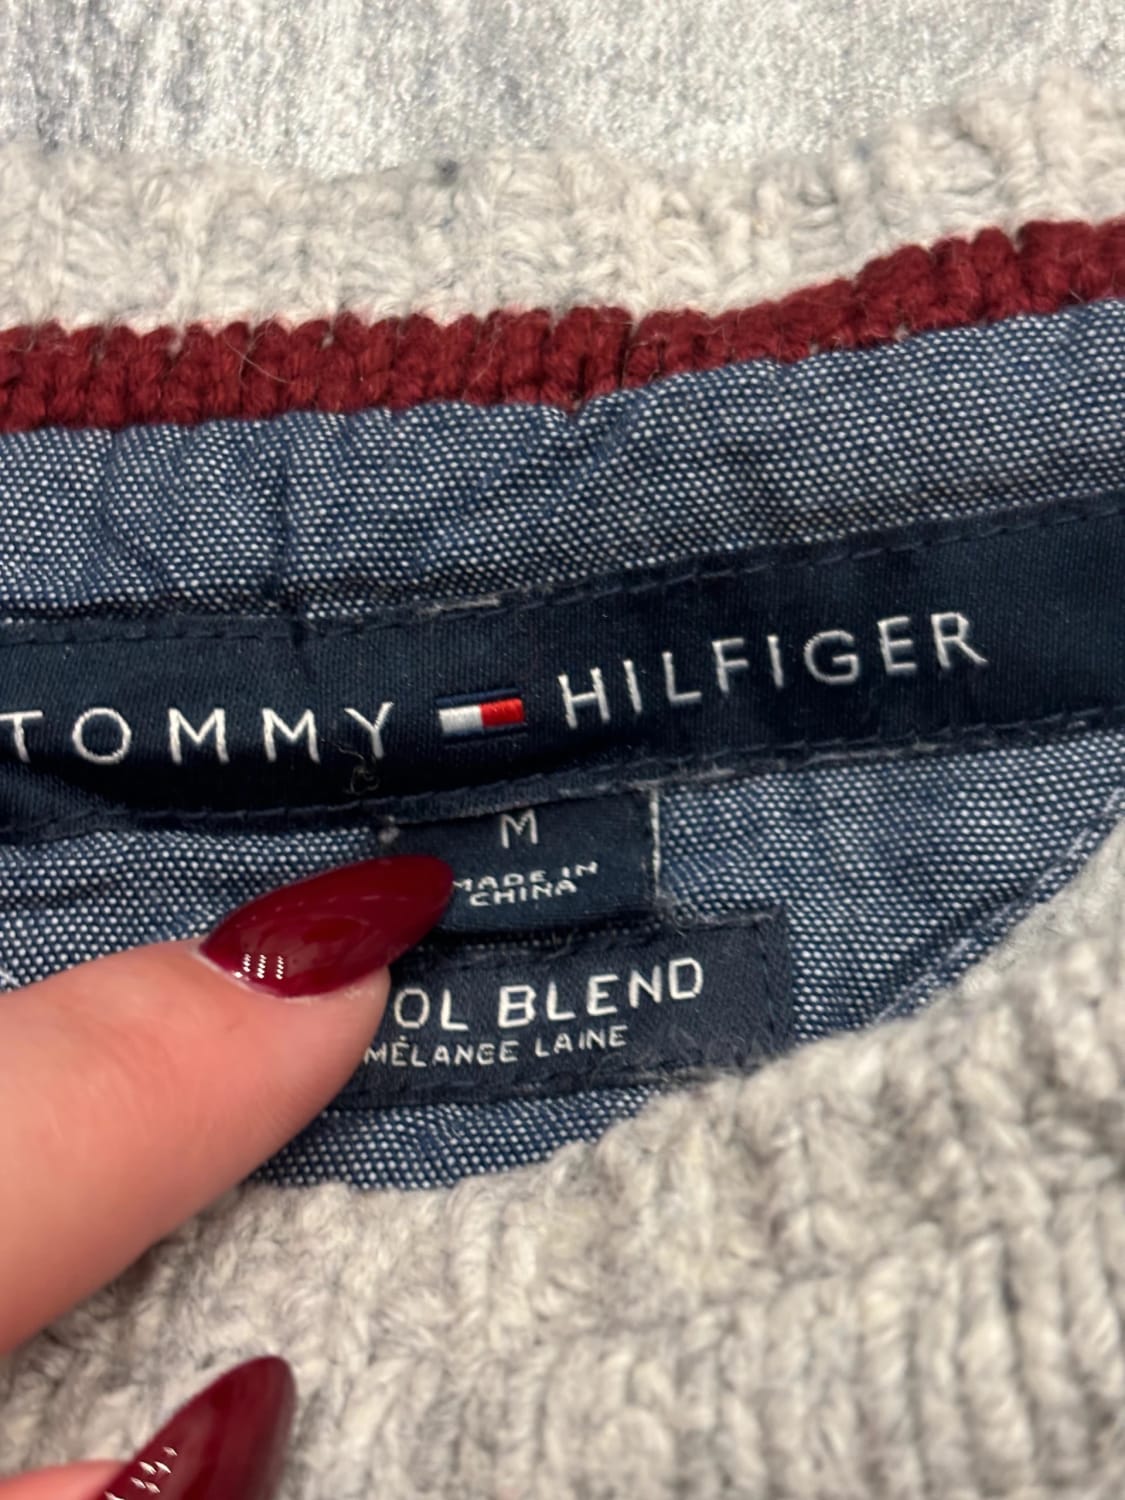 TOMMY HILFIGER
M
MADE IN
CHINA
OL BLEND
MÉLANGE LAINE